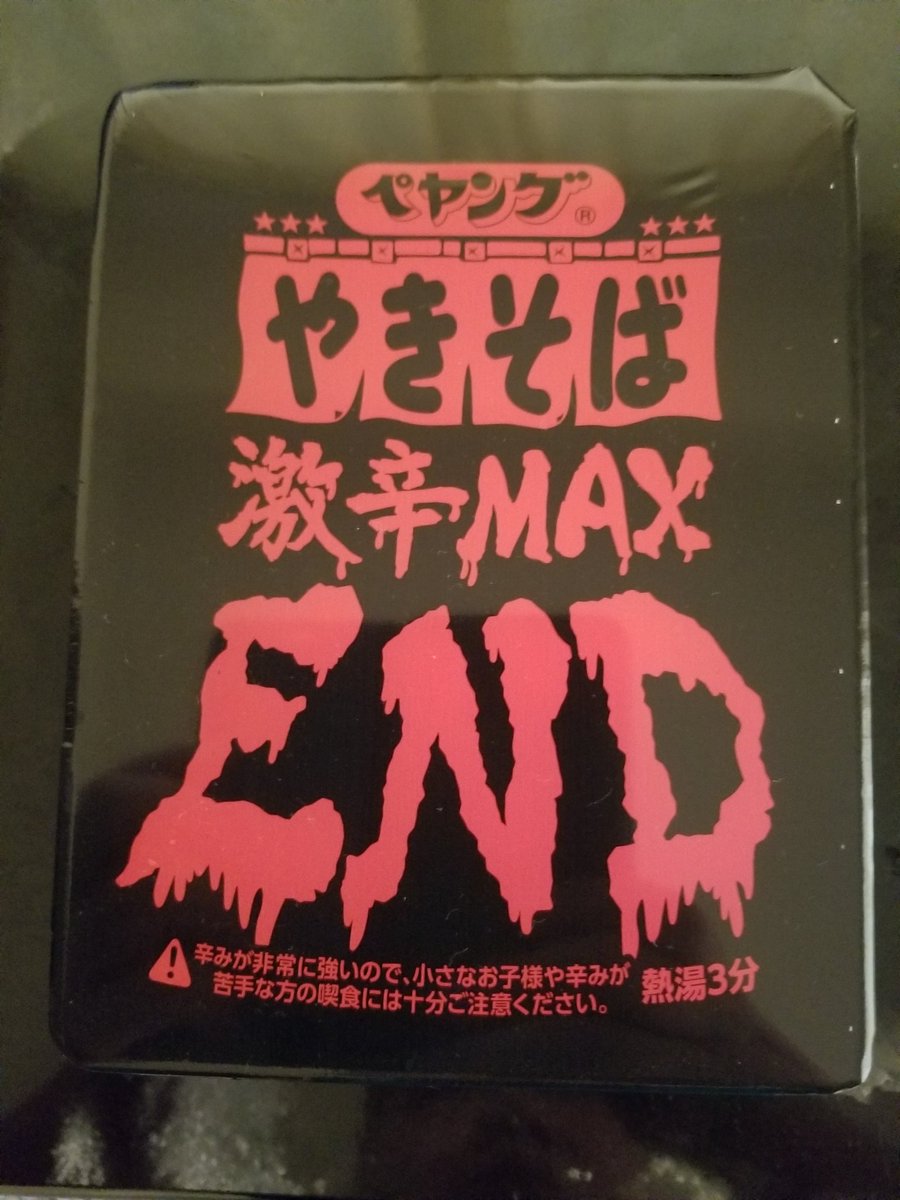 ペヤング®
やきそば
激辛MAX
END
辛みが非常に強いので、小さなお子様や辛みが
苦手な方の喫食には十分ご注意ください。
熱湯3分